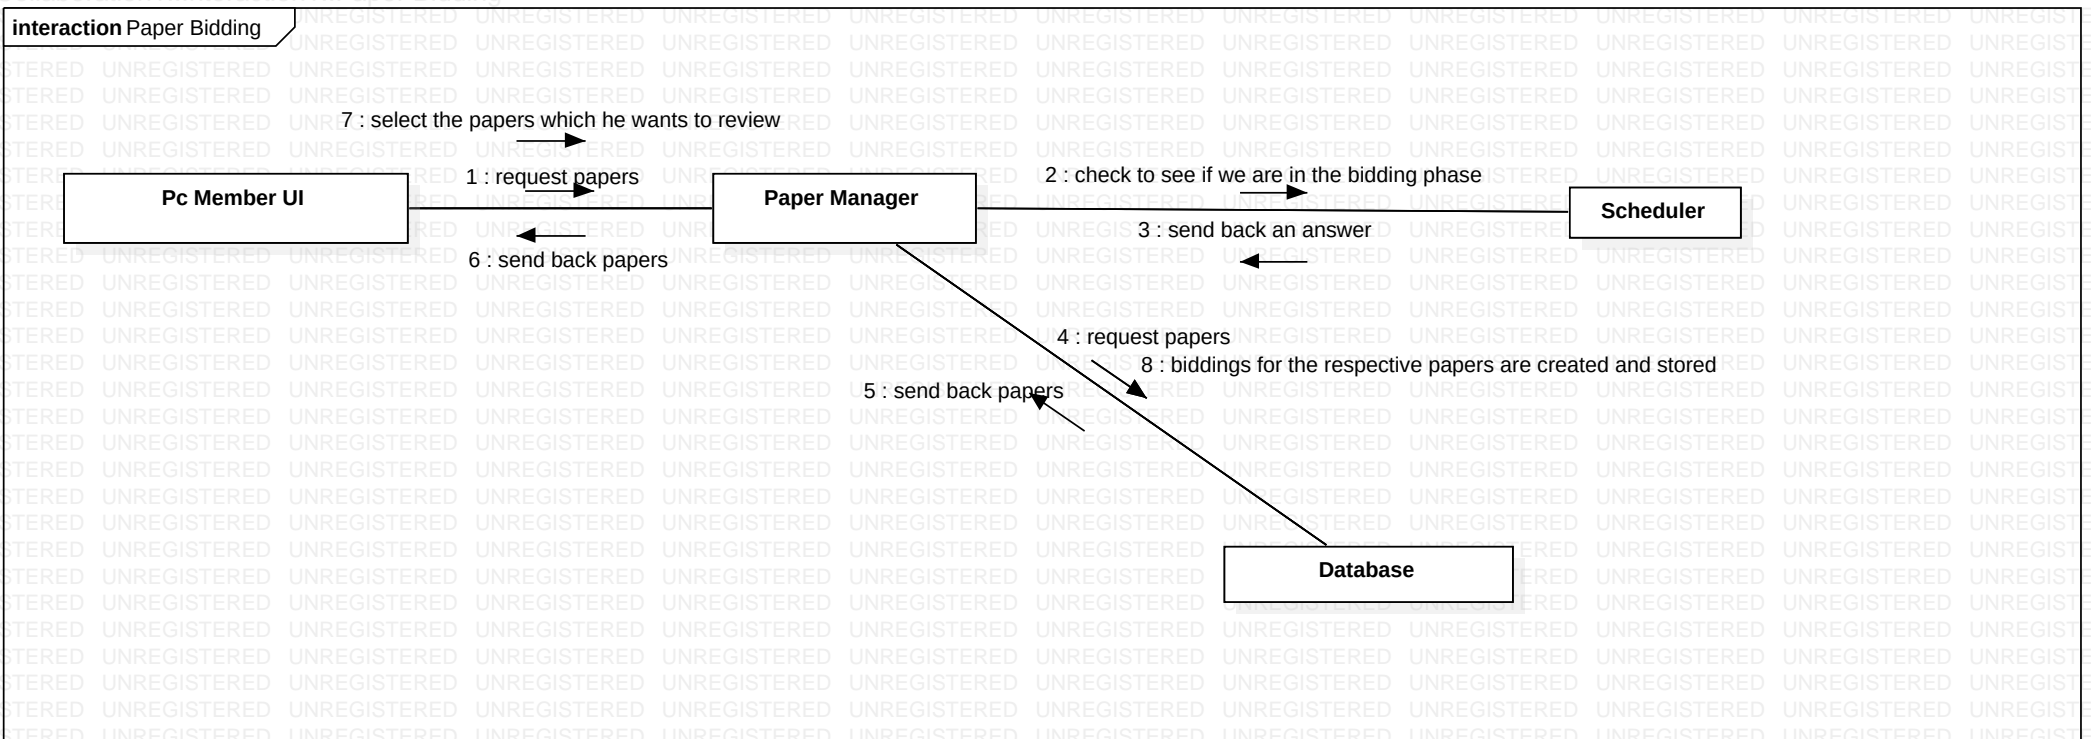 interaction Paper Bidding
7 : select the papers which he wants to review
1 : request papers
2 : check to see if we are in the bidding phase
Pc Member UI
Paper Manager
Scheduler
3 : send back an answer
6 : send back papers
4 : request papers
8 : biddings for the respective papers are created and stored
5 : send back papers
Database
UNREGISTERED